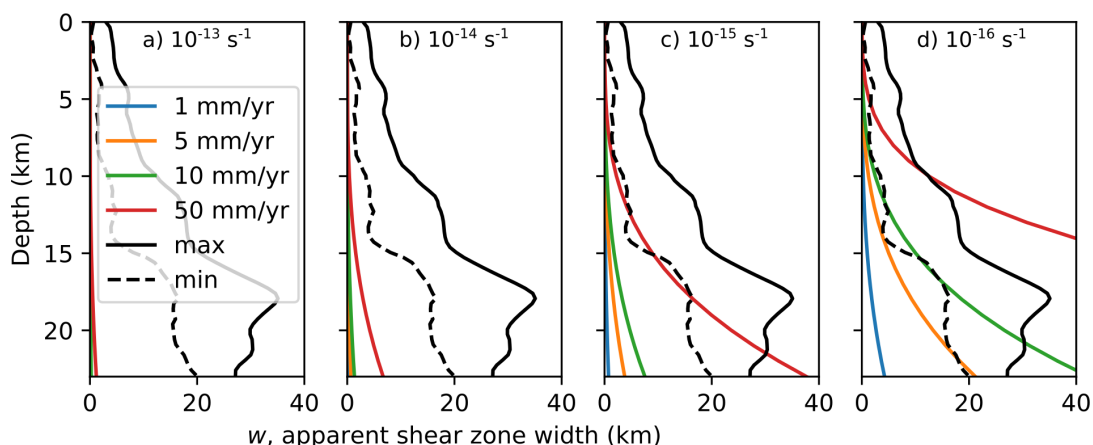 a) 10⁻¹³ s⁻¹
b) 10⁻¹⁴ s⁻¹
c) 10⁻¹⁵ s⁻¹
d) 10⁻¹⁶ s⁻¹
Depth (km)
0
5
10
15
20
1 mm/yr
5 mm/yr
10 mm/yr
50 mm/yr
max
min
0 20 40
0 20 40
0 20 40
0 20 40
w, apparent shear zone width (km)